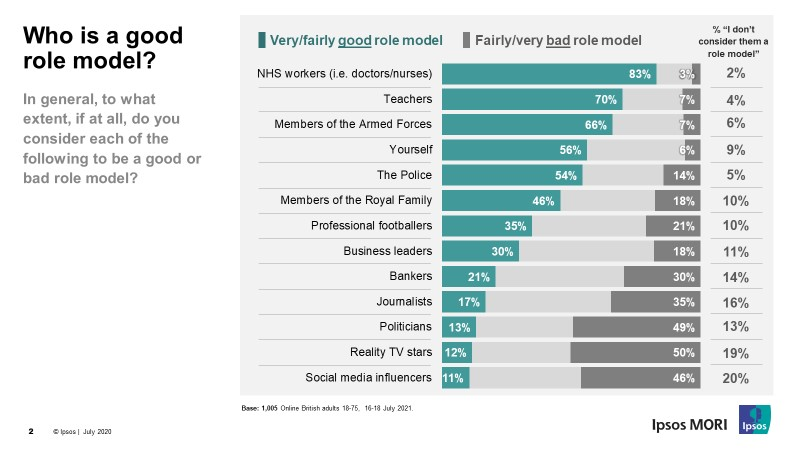 Who is a good
role model?
In general, to what
extent, if at all, do you
consider each of the
following to be a good or
bad role model?
Very/fairly good role model
Fairly/very bad role model
% “I don't
consider them a
role model”
NHS workers (i.e. doctors/nurses) 83% 3% 2%
Teachers 70% 7% 4%
Members of the Armed Forces 66% 7% 6%
Yourself 56% 6% 9%
The Police 54% 14% 5%
Members of the Royal Family 46% 18% 10%
Professional footballers 35% 21% 10%
Business leaders 30% 18% 11%
Bankers 21% 30% 14%
Journalists 17% 35% 16%
Politicians 13% 49% 13%
Reality TV stars 12% 50% 19%
Social media influencers 11% 46% 20%
Base: 1,005 Online British adults 18-75, 16-18 July 2021.
2 © Ipsos | July 2020
Ipsos MORI
Ipsos